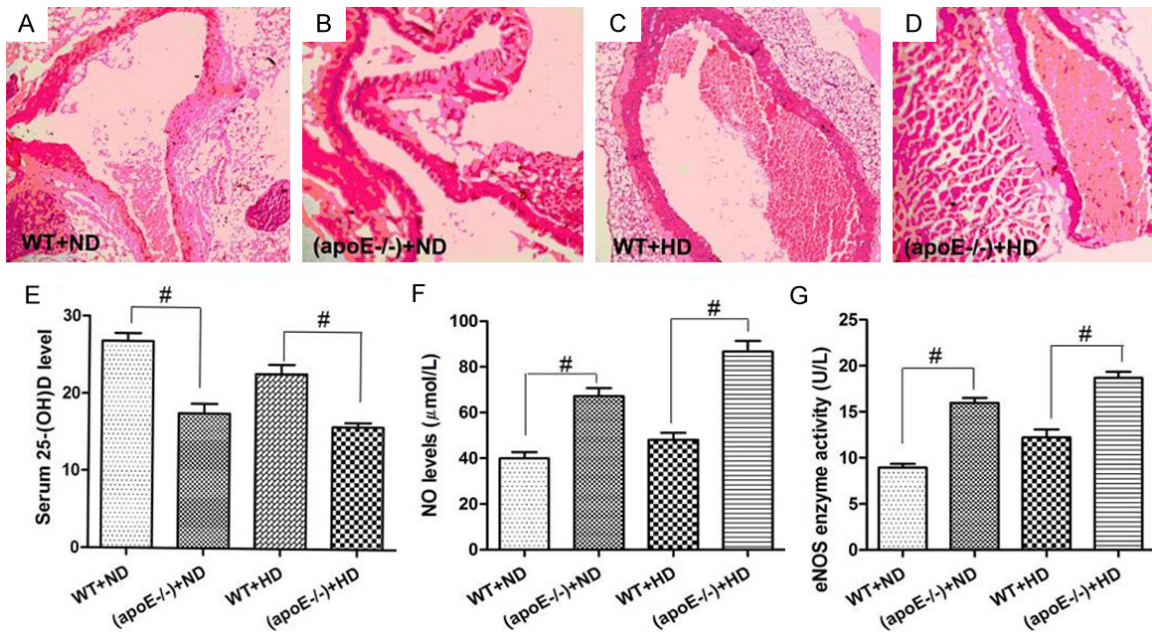 A
B
C
D
WT+ND
(apoE-/-)+ND
WT+HD
(apoE-/-)+HD
E
Serum 25-(OH)D level
30
20
10
0
#
#
WT+ND
(apoE-/-)+ND
WT+HD
(apoE-/-)+HD
F
NO levels (μmol/L)
100
80
60
40
20
0
#
#
WT+ND
(apoE-/-)+ND
WT+HD
(apoE-/-)+HD
G
eNOS enzyme activity (U/L)
25
20
15
10
5
0
#
#
WT+ND
(apoE-/-)+ND
WT+HD
(apoE-/-)+HD